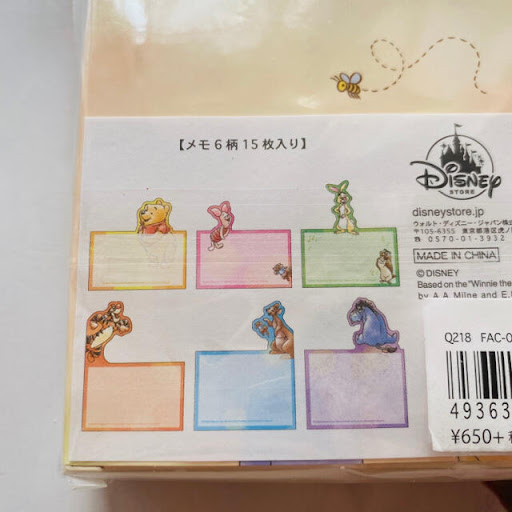 【メモ6柄15枚入り】
Disney
STORE
disneystore.jp
ウォルト・ディズニー・ジャパン株式
〒105-6355 東京都港区虎ノ
☎ 0570-01-3932
MADE IN CHINA
©DISNEY
Based on the "Winnie the
by A.A. Milne and E.
Q218 FAC-0
49363
¥650+